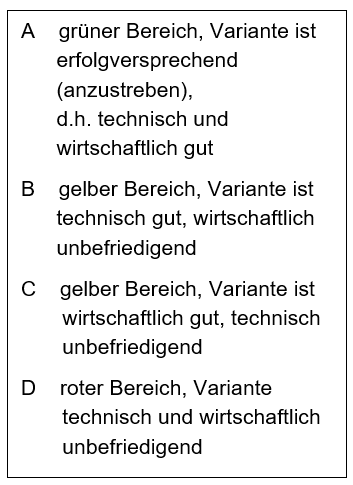 A grüner Bereich, Variante ist
erfolgversprechend
(anzustreben),
d.h. technisch und
wirtschaftlich gut
B gelber Bereich, Variante ist
technisch gut, wirtschaftlich
unbefriedigend
C gelber Bereich, Variante ist
wirtschaftlich gut, technisch
unbefriedigend
D roter Bereich, Variante
technisch und wirtschaftlich
unbefriedigend